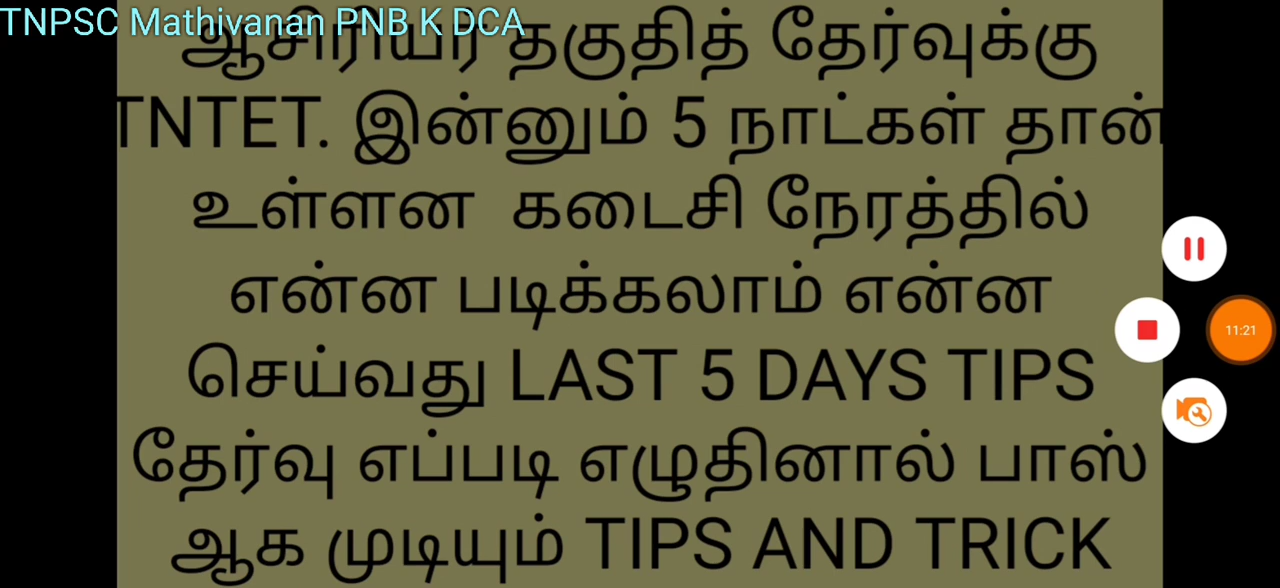 TNPSC Mathivanan PNB K DCA
ஆசிரியர் தகுதித் தேர்வுக்கு
TNTET. இன்னும் 5 நாட்கள் தான்
உள்ளன கடைசி நேரத்தில்
என்ன படிக்கலாம் என்ன
செய்வது LAST 5 DAYS TIPS
தேர்வு எப்படி எழுதினால் பாஸ்
ஆக முடியும் TIPS AND TRICK
11:21